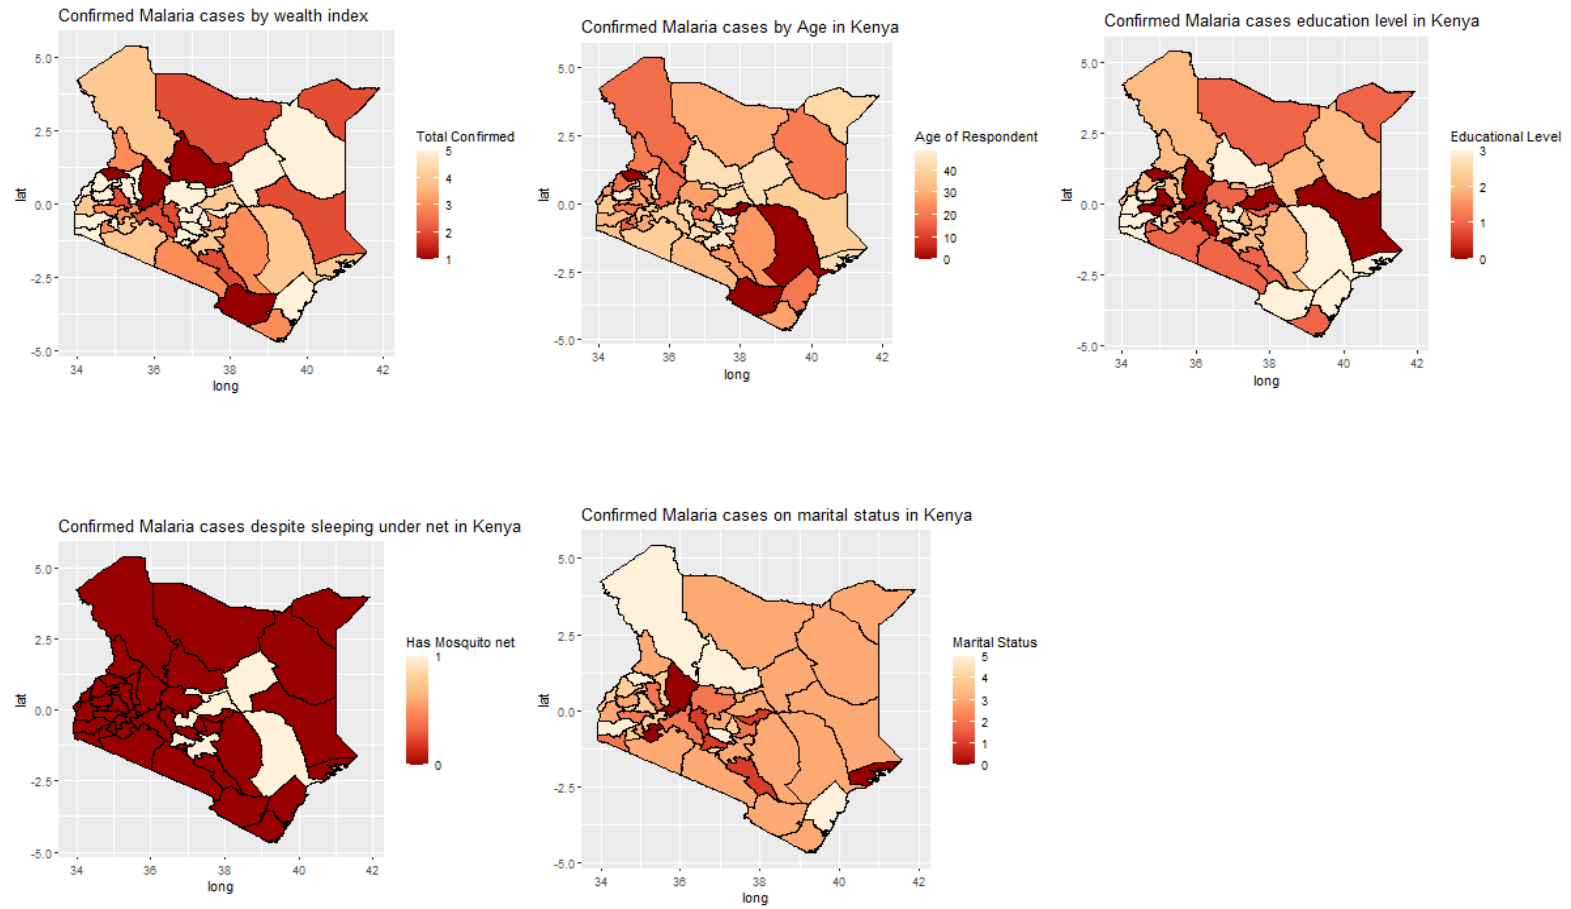 Confirmed Malaria cases by wealth index
5.0
2.5
0.0
-2.5
-5.0
lat
34 36 38 40 42
long
Total Confirmed
5
4
3
2
1
Confirmed Malaria cases by Age in Kenya
5.0
2.5
0.0
-2.5
-5.0
lat
34 36 38 40 42
long
Age of Respondent
40
30
20
10
0
Confirmed Malaria cases education level in Kenya
5.0
2.5
0.0
-2.5
-5.0
lat
34 36 38 40 42
long
Educational Level
3
2
1
0
Confirmed Malaria cases despite sleeping under net in Kenya
5.0
2.5
0.0
-2.5
-5.0
lat
34 36 38 40 42
long
Has Mosquito net
1
0
Confirmed Malaria cases on marital status in Kenya
5.0
2.5
0.0
-2.5
-5.0
lat
34 36 38 40 42
long
Marital Status
5
4
3
2
1
0